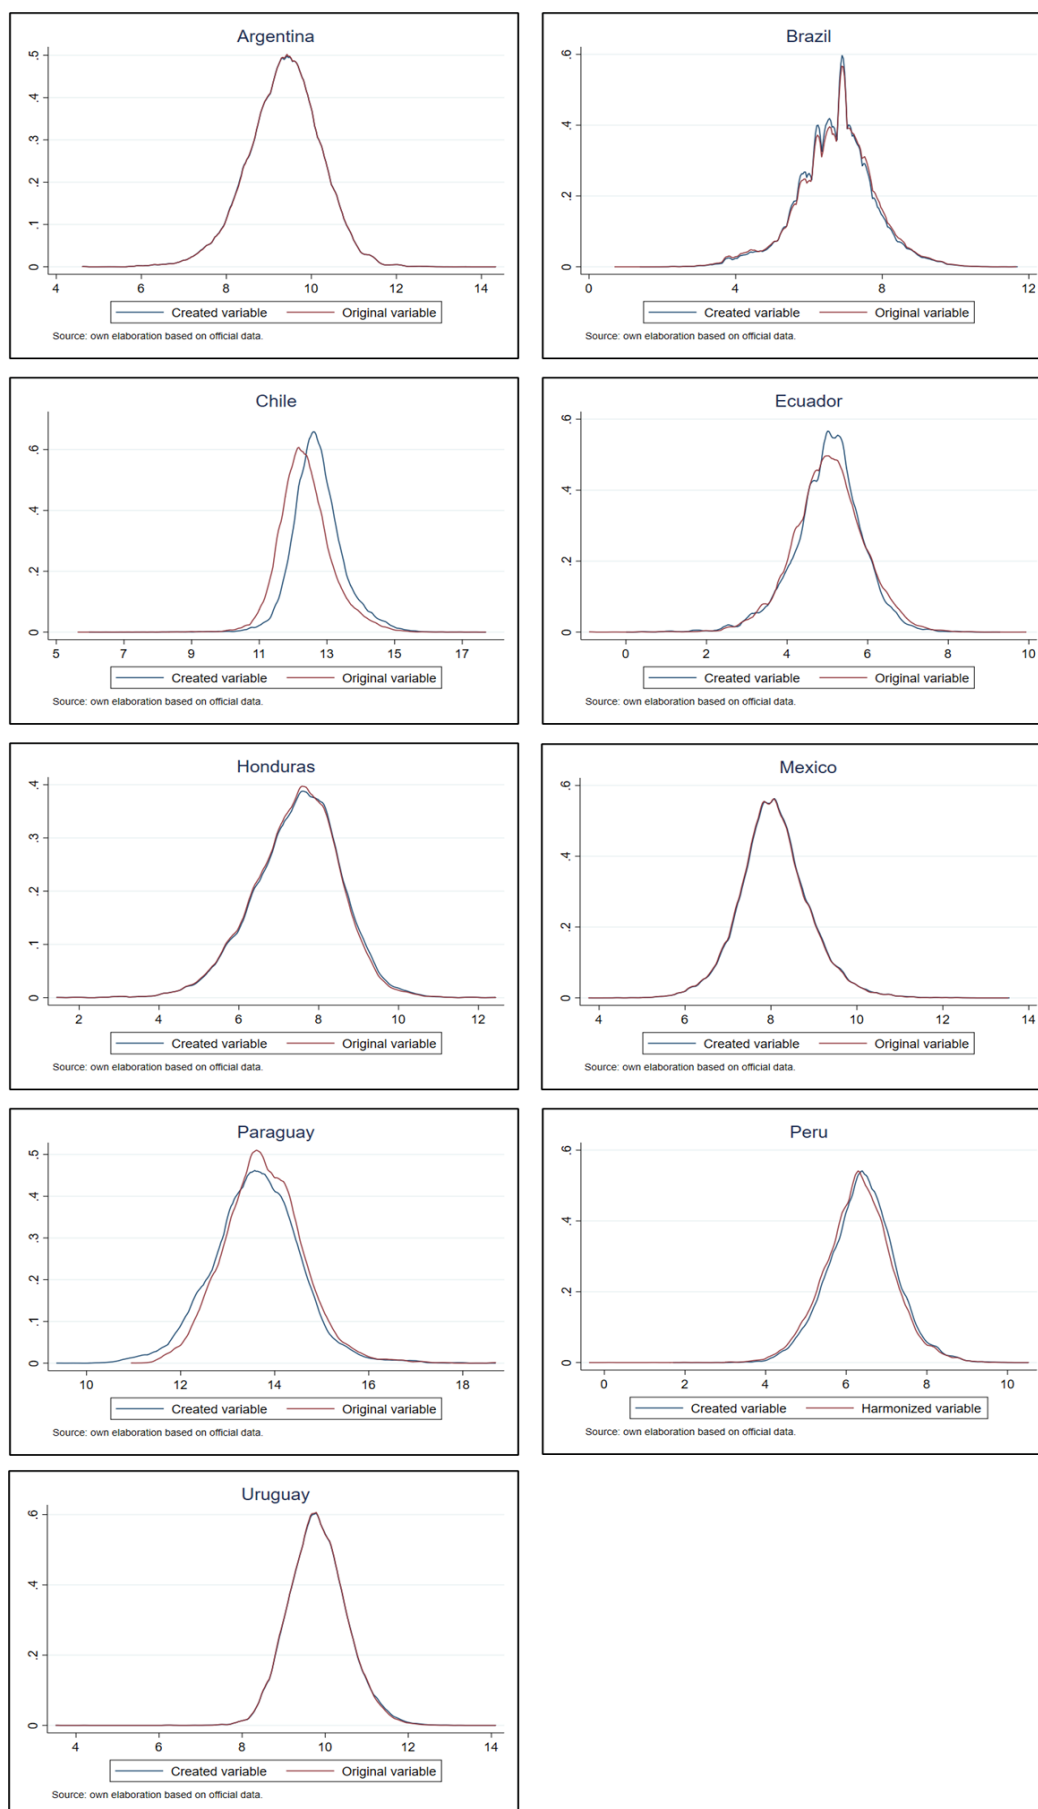 Argentina
.5
.4
.3
.2
.1
0
4 6 8 10 12 14
Created variable Original variable
Source: own elaboration based on official data.
Brazil
.6
.4
.2
0
0 4 8 12
Created variable Original variable
Source: own elaboration based on official data.
Chile
.6
.4
.2
0
5 7 9 11 13 15 17
Created variable Original variable
Source: own elaboration based on official data.
Ecuador
.6
.4
.2
0
0 2 4 6 8 10
Created variable Original variable
Source: own elaboration based on official data.
Honduras
.4
.3
.2
.1
0
2 4 6 8 10 12
Created variable Original variable
Source: own elaboration based on official data.
Mexico
.6
.4
.2
0
4 6 8 10 12 14
Created variable Original variable
Source: own elaboration based on official data.
Paraguay
.5
.4
.3
.2
.1
0
10 12 14 16 18
Created variable Original variable
Source: own elaboration based on official data.
Peru
.6
.4
.2
0
0 2 4 6 8 10
Created variable Harmonized variable
Source: own elaboration based on official data.
Uruguay
.6
.4
.2
0
4 6 8 10 12 14
Created variable Original variable
Source: own elaboration based on official data.